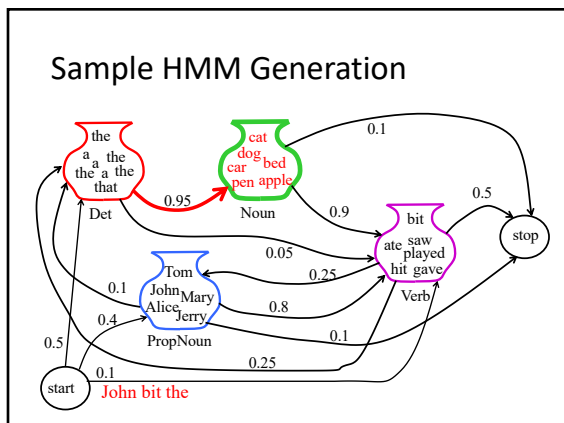 Sample HMM Generation
the
a a the
the a the
that
Det
cat
dog
car bed
pen apple
Noun
0.95
0.1
0.9
0.5
bit
ate saw
played
hit gave
Verb
stop
0.05
0.25
Tom
John Mary
Alice
Jerry
PropNoun
0.1
0.8
0.4
0.1
0.5
0.25
0.1
start
John bit the